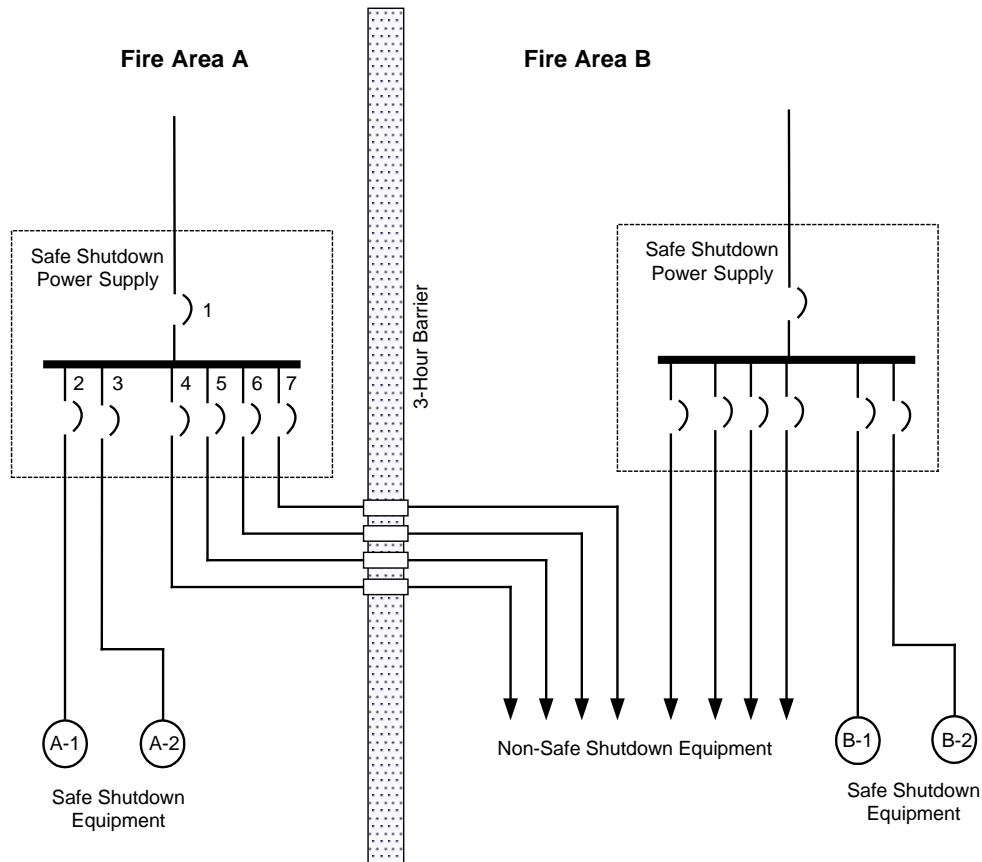 Fire Area A
Fire Area B
Safe Shutdown
Power Supply
1
2
3
4
5
6
7
3-Hour Barrier
Safe Shutdown
Power Supply
A-1
A-2
Safe Shutdown
Equipment
Non-Safe Shutdown Equipment
B-1
B-2
Safe Shutdown
Equipment